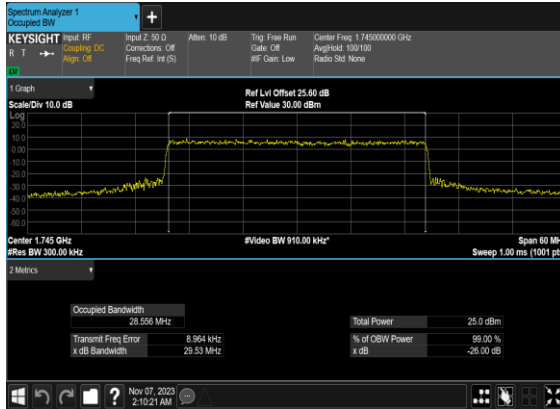 Spectrum Analyzer 1
Occupied BW
+
KEYSIGHT
R T
LU
Input: RF
Coupling: DC
Align: Off
Input Z: 50 Ω
Corrections: Off
Freq Ref: Int (S)
Atten: 10 dB
Trig: Free Run
Gate: Off
#IF Gain: Low
Center Freq: 1.745000000 GHz
Avg|Hold: 100/100
Radio Std: None
1 Graph
Scale/Div 10.0 dB
Ref Lvl Offset 25.60 dB
Ref Value 30.00 dBm
Log
20.0
10.0
0.00
-10.0
-20.0
-30.0
-40.0
-50.0
-60.0
Center 1.745 GHz
#Res BW 300.00 kHz
#Video BW 910.00 kHz*
Span 60 MH
Sweep 1.00 ms (1001 pt
2 Metrics
Occupied Bandwidth
28.556 MHz
Transmit Freq Error 8.964 kHz
x dB Bandwidth 29.53 MHz
Total Power 25.0 dBm
% of OBW Power 99.00 %
x dB -26.00 dB
?
Nov 07, 2023
2:10:21 AM